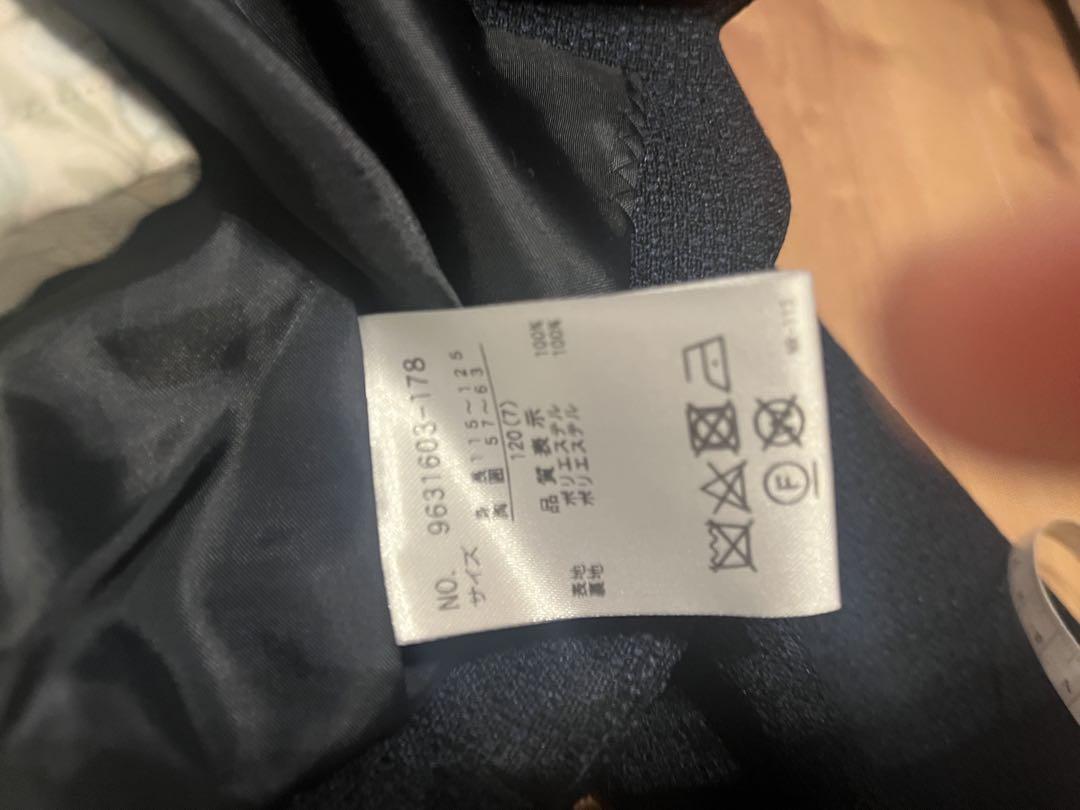 NO. 9631603-178
サイズ
身長 115~125
胸囲 57~63
120(7)
品質表示
表地 ポリエステル 100%
裏地 ポリエステル 100%
F